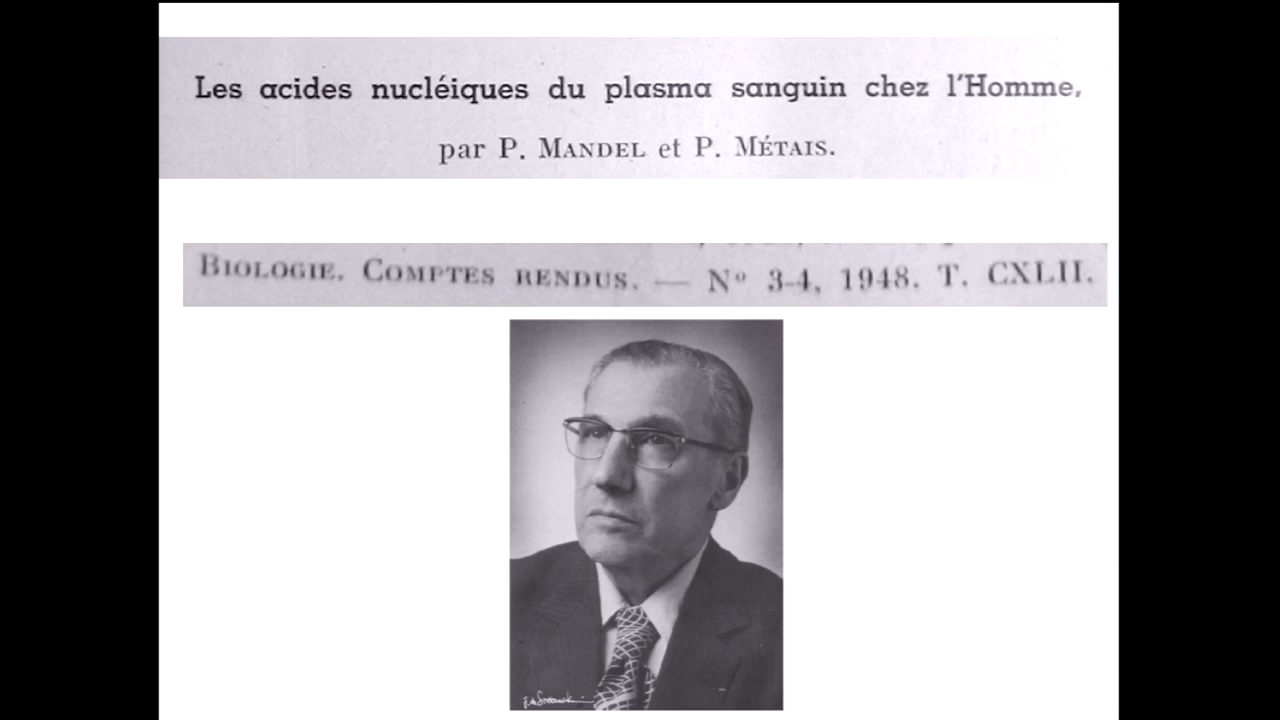 Les acides nucléiques du plasma sanguin chez l'Homme,
par P. MANDEL et P. MÉTAIS.
BIOLOGIE. COMPTES RENDUS. — Nº 3-4, 1948. T. CXLII.